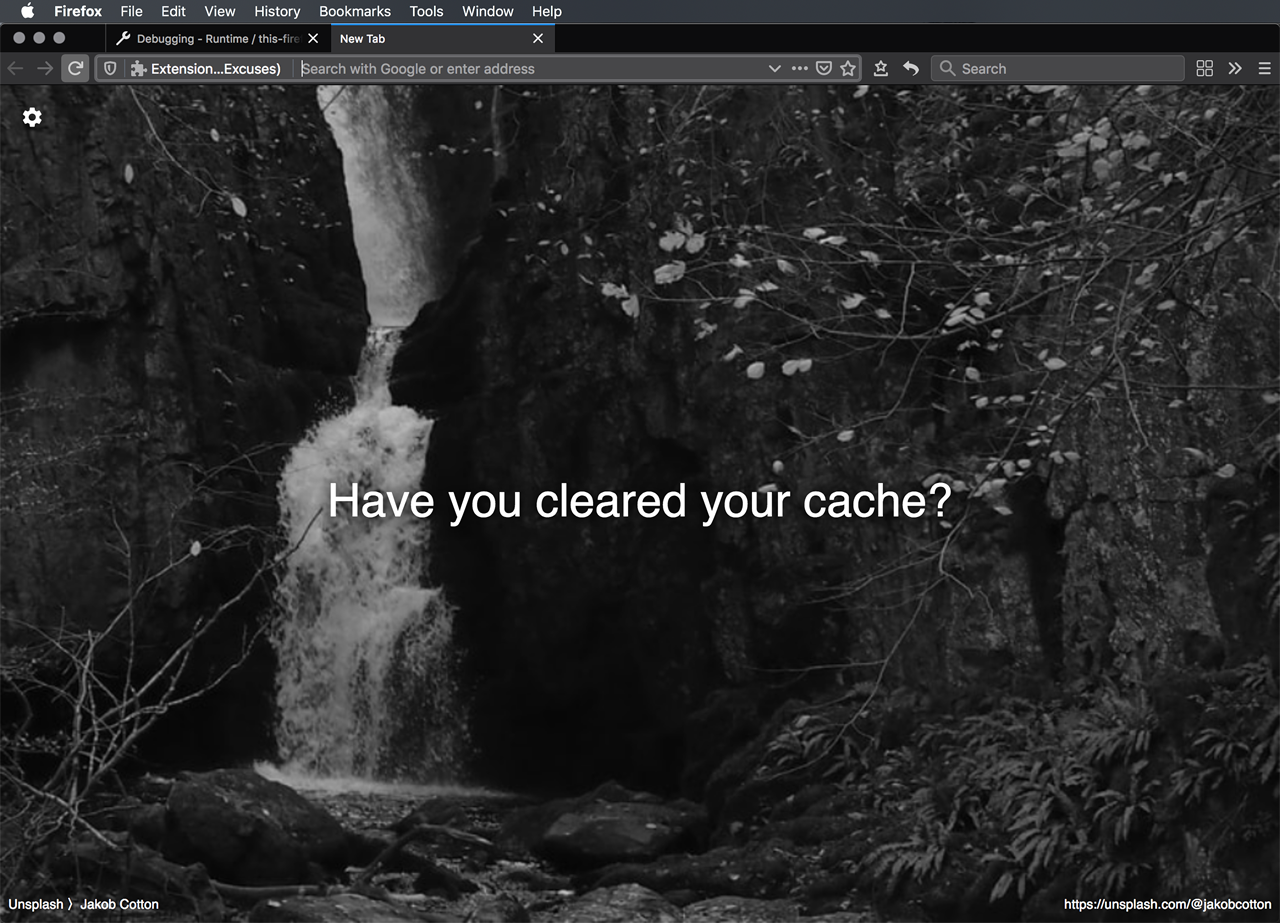 Firefox File Edit View History Bookmarks Tools Window Help
Debugging - Runtime / this-fire
New Tab
Extension...Excuses)
Search with Google or enter address
Search
Have you cleared your cache?
Unsplash 〉 Jakob Cotton
https://unsplash.com/@jakobcotton